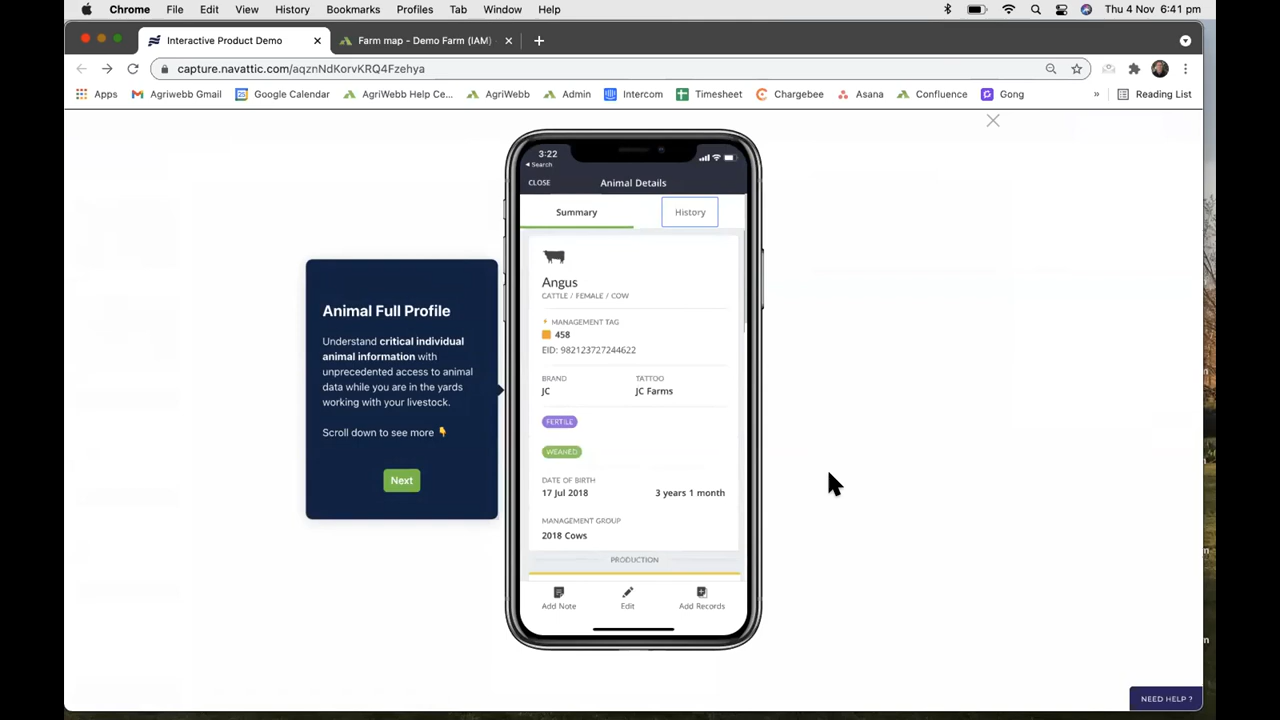 Chrome File Edit View History Bookmarks Profiles Tab Window Help Thu 4 Nov 6:41 pm
Interactive Product Demo Farm map - Demo Farm (IAM)
capture.navattic.com/aqznNdKorvKRQ4Fzehya
Apps Agriwebb Gmail Google Calendar AgriWebb Help Ce... AgriWebb Admin Intercom Timesheet Chargebee Asana Confluence Gong » Reading List
3:22
Search
CLOSE Animal Details
Summary History
Angus
CATTLE / FEMALE / COW
MANAGEMENT TAG
458
EID: 982123727244622
BRAND TATTOO
JC JC Farms
FERTILE
WEANED
DATE OF BIRTH
17 Jul 2018 3 years 1 month
MANAGEMENT GROUP
2018 Cows
PRODUCTION
Add Note Edit Add Records
Animal Full Profile
Understand critical individual
animal information with
unprecedented access to animal
data while you are in the yards
working with your livestock.
Scroll down to see more 👇
Next
NEED HELP ?